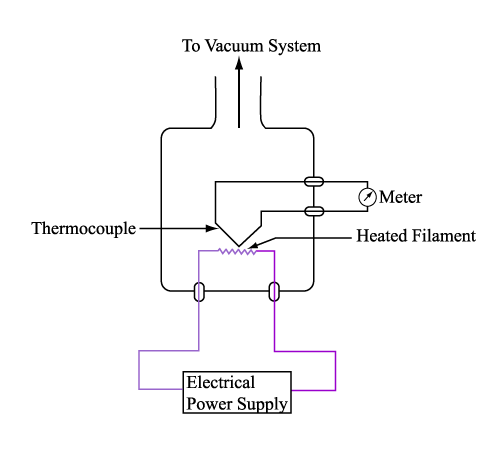 To Vacuum System
Meter
Thermocouple
Heated Filament
Electrical
Power Supply